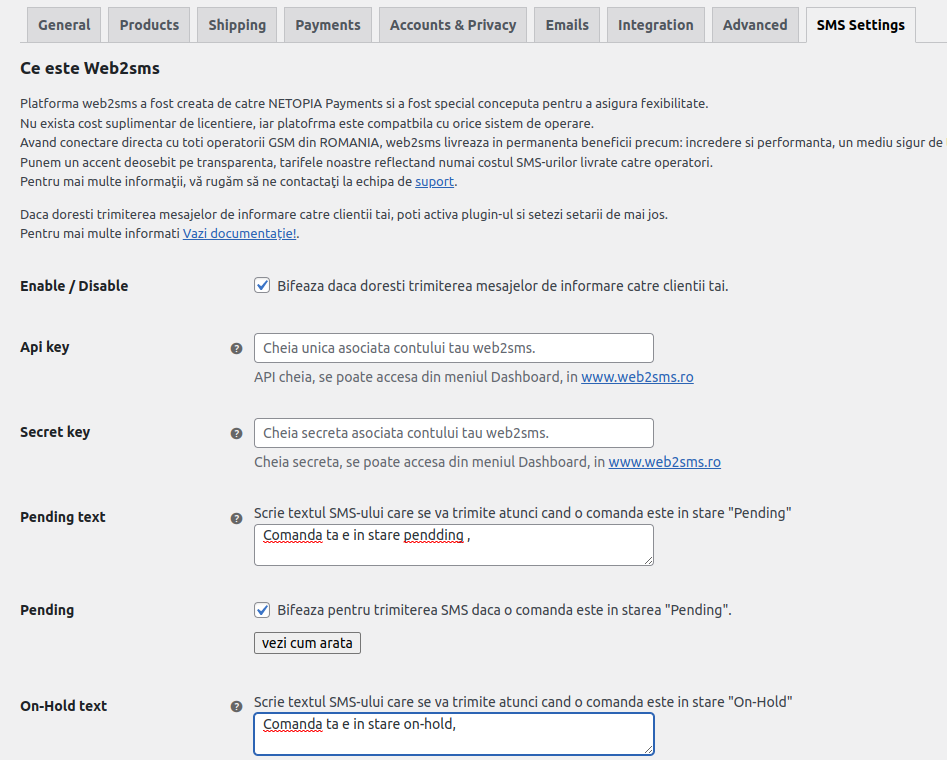 General Products Shipping Payments Accounts & Privacy Emails Integration Advanced SMS Settings
Ce este Web2sms
Platforma web2sms a fost creata de catre NETOPIA Payments si a fost special conceputa pentru a asigura fexibilitate.
Nu exista cost suplimentar de licentiere, iar platofrma este compatbila cu orice sistem de operare.
Avand conectare directa cu toti operatorii GSM din ROMANIA, web2sms livreaza in permanenta beneficii precum: incredere si performanta, un mediu sigur de
Punem un accent deosebit pe transparenta, tarifele noastre reflectand numai costul SMS-urilor livrate catre operatori.
Pentru mai multe informații, vă rugăm să ne contactați la echipa de suport.
Daca doresti trimiterea mesajelor de informare catre clientii tai, poti activa plugin-ul si setezi setarii de mai jos.
Pentru mai multe informati Vazi documentație!.
Enable / Disable Bifeaza daca doresti trimiterea mesajelor de informare catre clientii tai.
Api key ? Cheia unica asociata contului tau web2sms.
API cheia, se poate accesa din meniul Dashboard, in www.web2sms.ro
Secret key ? Cheia secreta asociata contului tau web2sms.
Cheia secreta, se poate accesa din meniul Dashboard, in www.web2sms.ro
Pending text ? Scrie textul SMS-ului care se va trimite atunci cand o comanda este in stare "Pending"
Comanda ta e in stare pendding ,
Pending Bifeaza pentru trimiterea SMS daca o comanda este in starea "Pending".
vezi cum arata
On-Hold text ? Scrie textul SMS-ului care se va trimite atunci cand o comanda este in stare "On-Hold"
Comanda ta e in stare on-hold,